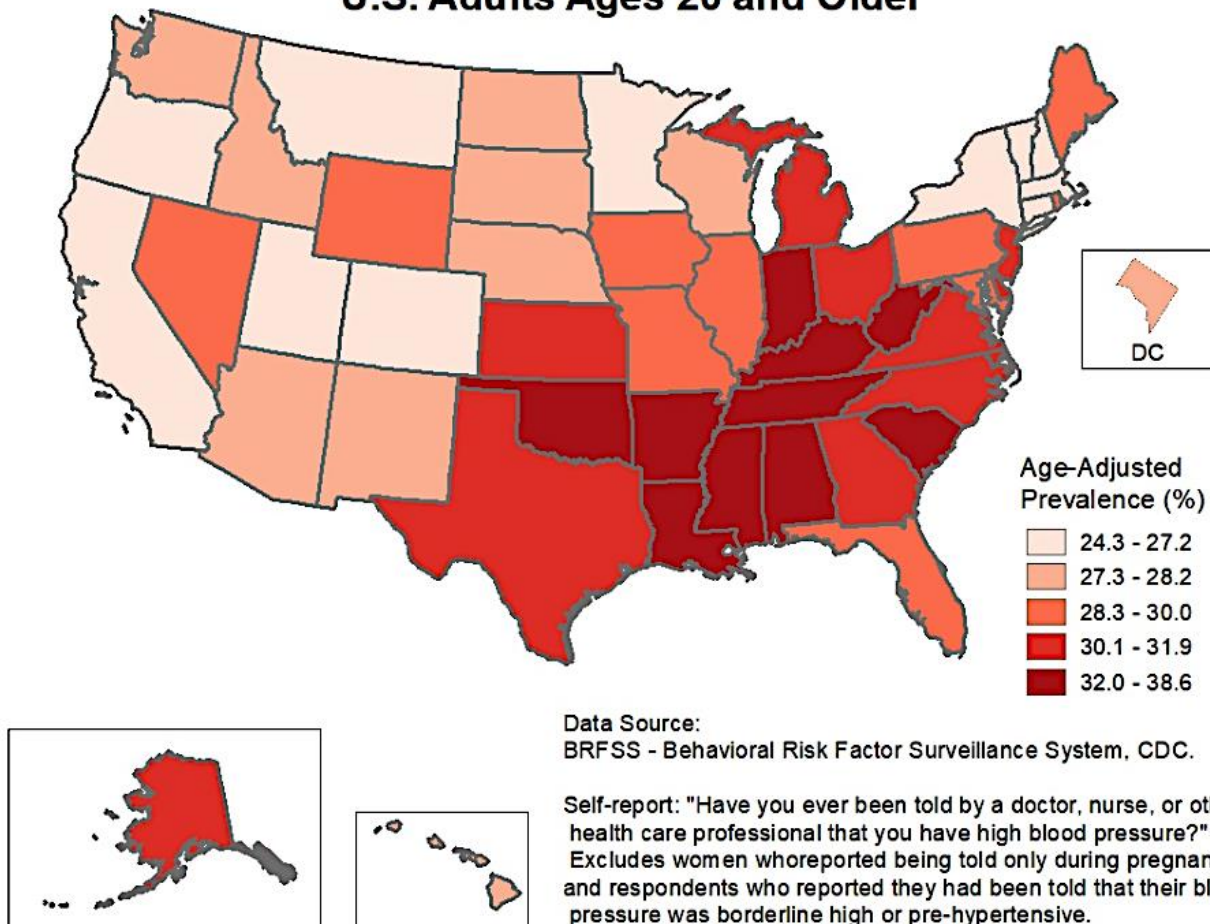 U.S. Adults Ages 20 and Older
DC
Age-Adjusted
Prevalence (%)
24.3 - 27.2
27.3 - 28.2
28.3 - 30.0
30.1 - 31.9
32.0 - 38.6
Data Source:
BRFSS - Behavioral Risk Factor Surveillance System, CDC.
Self-report: "Have you ever been told by a doctor, nurse, or
health care professional that you have high blood pressure?"
Excludes women whoreported being told only during
and respondents who reported they had been told that their
pressure was borderline high or pre-hypertensive.